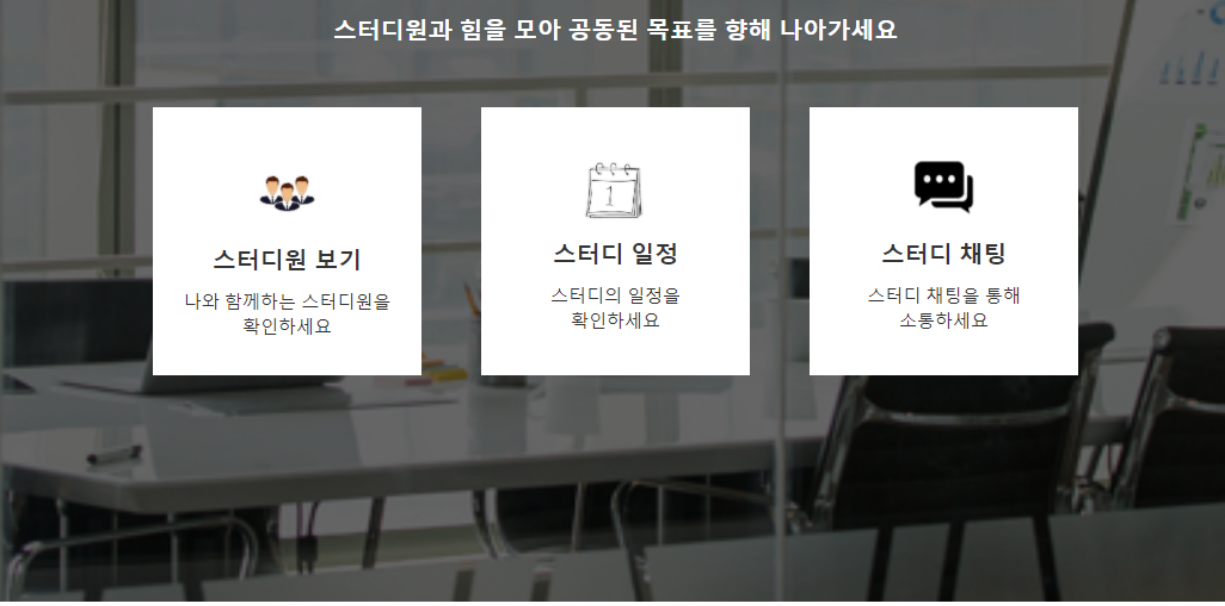 스터디원과 힘을 모아 공동된 목표를 향해 나아가세요
1
스터디원 보기
나와 함께하는 스터디원을
확인하세요
스터디 일정
스터디의 일정을
확인하세요
스터디 채팅
스터디 채팅을 통해
소통하세요